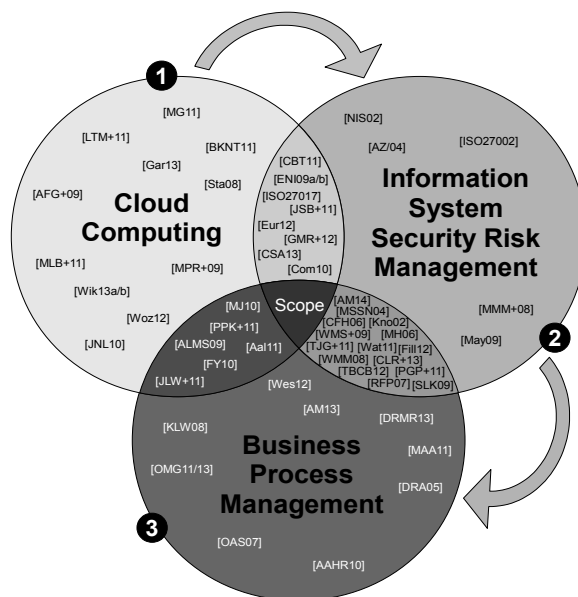 1
[MG11]
[LTM+11]
[BKNT11]
[Gar13]
[Sta08]
[AFG+09]
Cloud
Computing
[MLB+11]
[MPR+09]
[Wik13a/b]
[Woz12]
[JNL10]
[CBT11]
[ENI09a/b]
[ISO27017]
[JSB+11]
[Eur12]
[GMR+12]
[CSA13]
[Com10]
[NIS02]
[AZ/04]
[ISO27002]
Information
System
Security Risk
Management
[MMM+08]
[May09]
2
Scope
[MJ10]
[PPK+11]
[ALMS09]
[Aal11]
[FY10]
[JLW+11]
[AM14]
[MSSN04]
[CFH06] [Kno02]
[WMS+09] [MH06]
[TJG+11] [Wat11] [Fill12]
[WMM08] [CLR+13]
[TBCB12] [PGP+11]
[RFP07] [SLK09]
[Wes12]
[AM13]
[KLW08]
[DRMR13]
[MAA11]
[OMG11/13]
Business
Process
Management
[DRA05]
3
[OAS07]
[AAHR10]